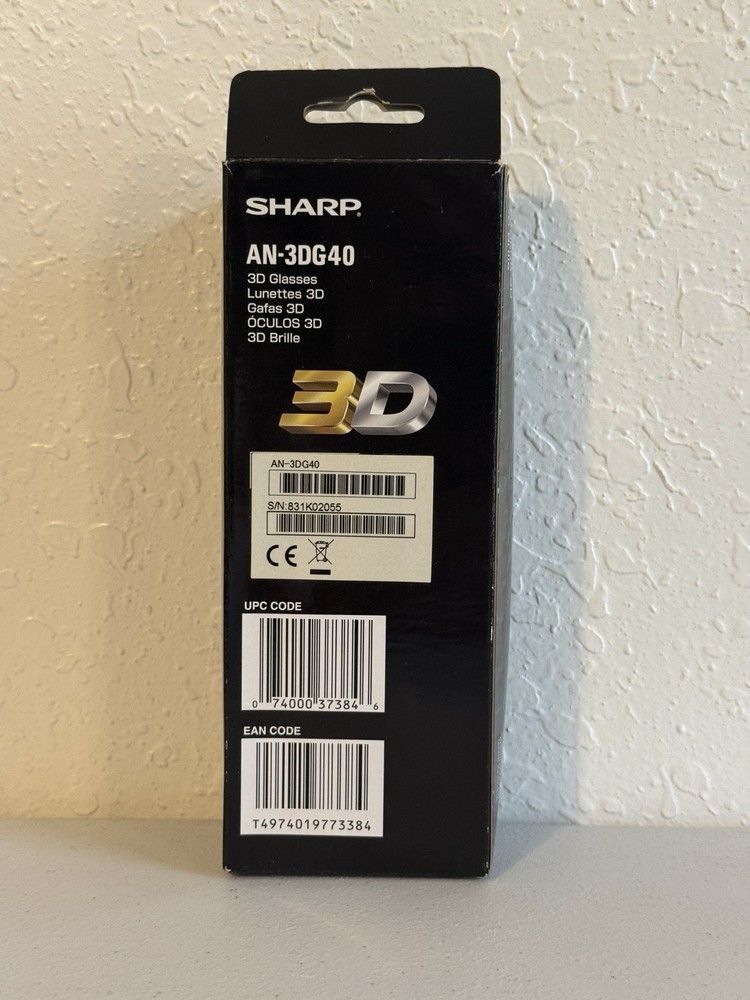 SHARP®
AN-3DG40
3D Glasses
Lunettes 3D
Gafas 3D
ÓCULOS 3D
3D Brille
3D
AN-3DG40
S/N:831K02055
CE
UPC CODE
0 74000 37384 6
EAN CODE
T4974019773384